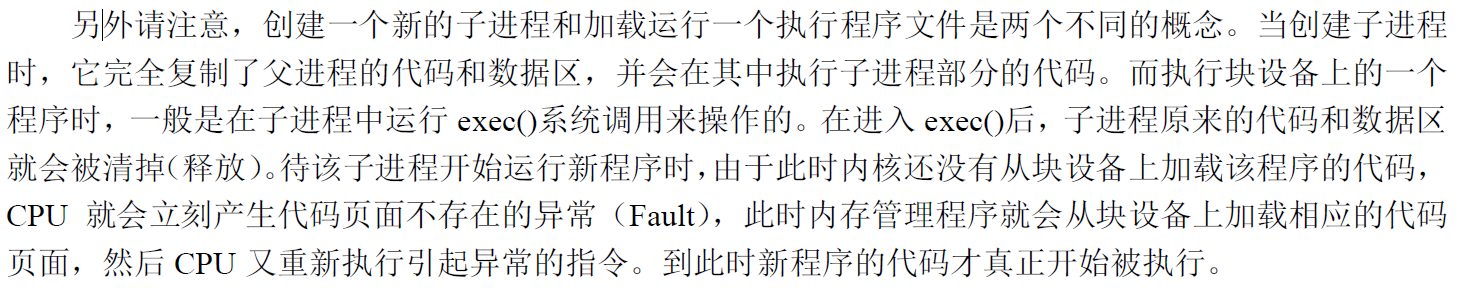 另外请注意，创建一个新的子进程和加载运行一个执行程序文件是两个不同的概念。当创建子进程
时，它完全复制了父进程的代码和数据区，并会在其中执行子进程部分的代码。而执行块设备上的一个
程序时，一般是在子进程中运行 exec()系统调用来操作的。在进入 exec()后，子进程原来的代码和数据区
就会被清掉（释放）。待该子进程开始运行新程序时，由于此时内核还没有从块设备上加载该程序的代码，
CPU 就会立刻产生代码页面不存在的异常（Fault），此时内存管理程序就会从块设备上加载相应的代码
页面，然后 CPU 又重新执行引起异常的指令。到此时新程序的代码才真正开始被执行。